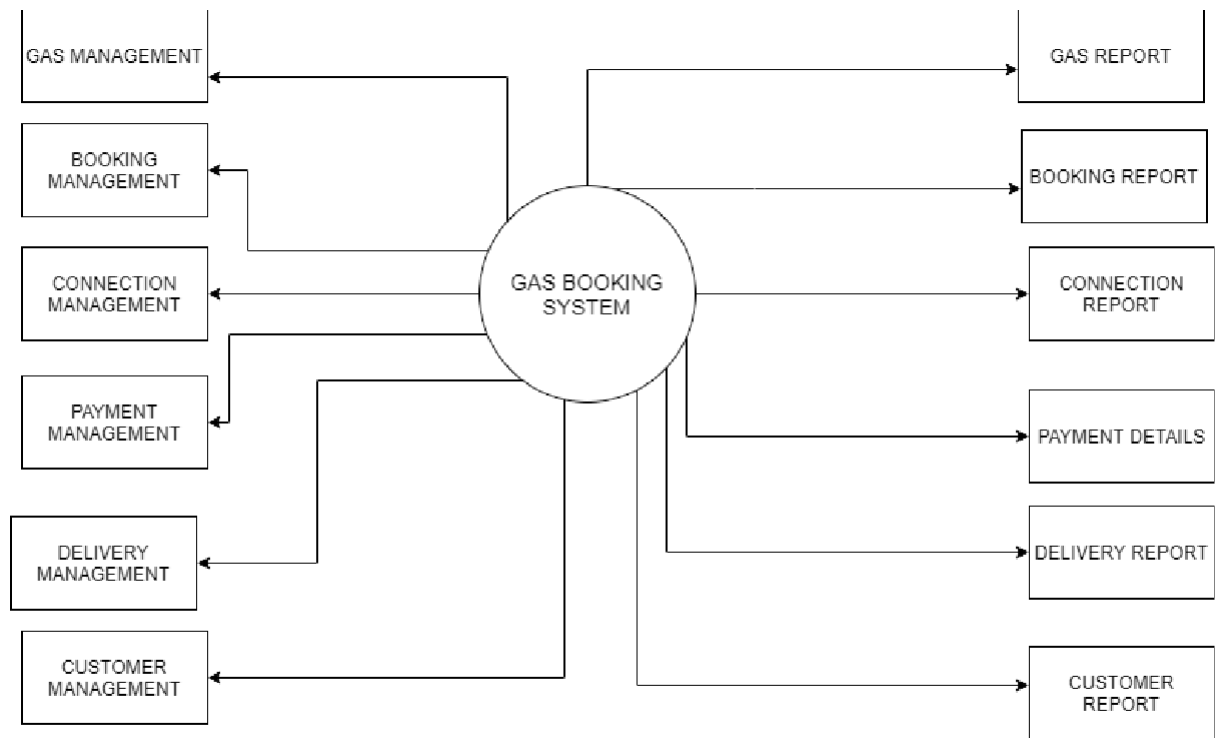 GAS MANAGEMENT
BOOKING
MANAGEMENT
CONNECTION
MANAGEMENT
PAYMENT
MANAGEMENT
DELIVERY
MANAGEMENT
CUSTOMER
MANAGEMENT
GAS BOOKING
SYSTEM
GAS REPORT
BOOKING REPORT
CONNECTION
REPORT
PAYMENT DETAILS
DELIVERY REPORT
CUSTOMER
REPORT